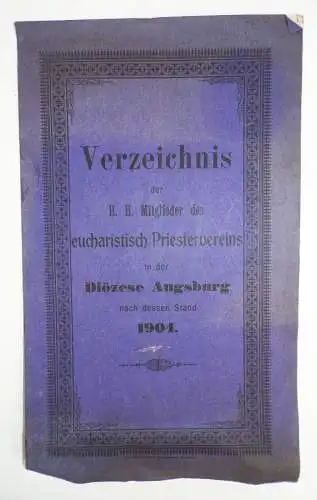 Verzeichnis
der
H. H. Mitglieder des
eucharistisch Priestervereins
in der
Diözese Augsburg
nach dessen Stand
1904.